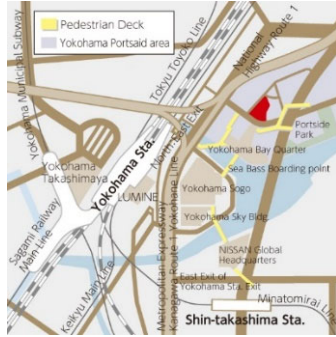 Pedestrian Deck
Yokohama Portsaid area
Yokohama Municipal Subway
Tokyu Toyoko Line
National
Highway Route 1
North East Exit
Portside
Park
Yokohama Bay Quarter
Sea Bass Boarding point
Yokohama
Takashimaya
Yokohama Sta.
LUMINE
Yokohama Sogo
Yokohama Sky Bldg.
Sagami Railway
Main Line
Keikyu Main Line
Metropolitan Expressway
Kanagawa Route 1 Yokohane Line
NISSAN Global
Headquarters
East Exit of
Yokohama Sta. Exit
Minatomirai Line
Shin-takashima Sta.